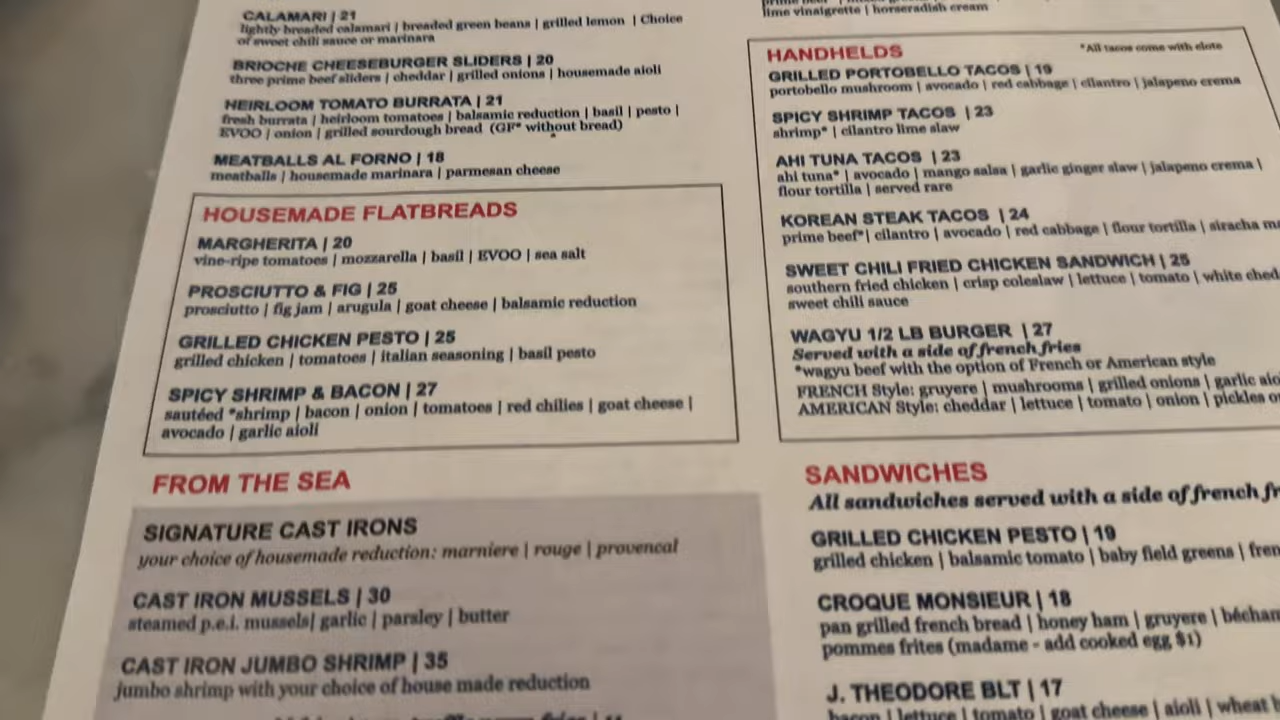 CALAMARI | 21
lightly breaded calamari | breaded green beans | grilled lemon | Choice
of sweet chili sauce or marinara
BRIOCHE CHEESEBURGER SLIDERS | 20
three prime beef sliders | cheddar | grilled onions | housemade aioli
HEIRLOOM TOMATO BURRATA | 21
fresh burrata | heirloom tomatoes | balsamic reduction | basil | pesto |
EVOO | onion | grilled sourdough bread (GF* without bread)
MEATBALLS AL FORNO | 18
meatballs | housemade marinara | parmesan cheese
HOUSEMADE FLATBREADS
MARGHERITA | 20
vine-ripe tomatoes | mozzarella | basil | EVOO | sea salt
PROSCIUTTO & FIG | 25
prosciutto | fig jam | arugula | goat cheese | balsamic reduction
GRILLED CHICKEN PESTO | 25
grilled chicken | tomatoes | italian seasoning | basil pesto
SPICY SHRIMP & BACON | 27
sautéed *shrimp | bacon | onion | tomatoes | red chilies | goat cheese |
avocado | garlic aioli
FROM THE SEA
SIGNATURE CAST IRONS
your choice of housemade reduction: marniere | rouge | provencal
CAST IRON MUSSELS | 30
steamed p.e.i. mussels| garlic | parsley | butter
CAST IRON JUMBO SHRIMP | 35
jumbo shrimp with your choice of house made reduction
lime vinaigrette | horseradish cream
HANDHELDS
*All tacos come with elote
GRILLED PORTOBELLO TACOS | 19
portobello mushroom | avocado | red cabbage | cilantro | jalapeno crema
SPICY SHRIMP TACOS | 23
shrimp* | cilantro lime slaw
AHI TUNA TACOS | 23
ahi tuna* | avocado | mango salsa | garlic ginger slaw | jalapeno crema |
flour tortilla | served rare
KOREAN STEAK TACOS | 24
prime beef*| cilantro | avocado | red cabbage | flour tortilla | siracha
SWEET CHILI FRIED CHICKEN SANDWICH | 25
southern fried chicken | crisp coleslaw | lettuce | tomato | white
sweet chili sauce
WAGYU 1/2 LB BURGER | 27
Served with a side of french fries
*wagyu beef with the option of French or American style
FRENCH Style: gruyere | mushrooms | grilled onions | garlic
AMERICAN Style: cheddar | lettuce | tomato | onion | pickles
SANDWICHES
All sandwiches served with a side of french
GRILLED CHICKEN PESTO | 19
grilled chicken | balsamic tomato | baby field greens |
CROQUE MONSIEUR | 18
pan grilled french bread | honey ham | gruyere |
pommes frites (madame - add cooked egg $1)
J. THEODORE BLT | 17
bacon | lettuce | tomato | goat cheese | aioli | wheat